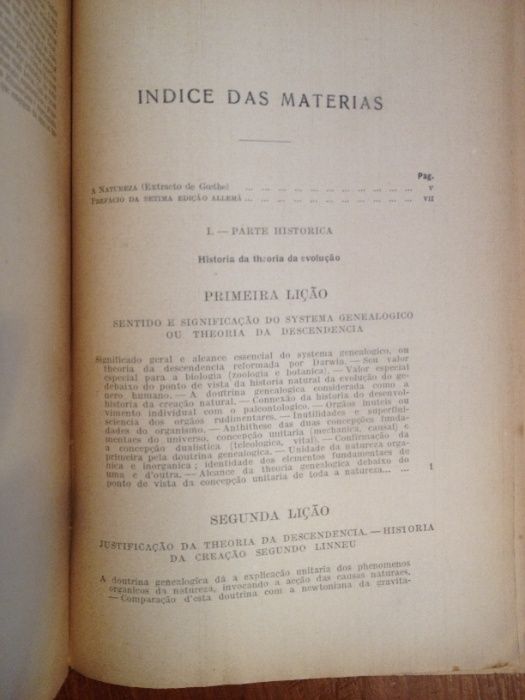 INDICE DAS MATERIAS
Pag.
A NATUREZA (Extracto de Gœthe) ... ... ... ... ... ... ... ... ... ... V
PREFACIO DA SETIMA EDIÇÃO ALLEMÃ ... ... ... ... ... ... ... ... ... ... VII
I. — PARTE HISTORICA
Historia da theoria da evolução
PRIMEIRA LIÇÃO
SENTIDO E SIGNIFICAÇÃO DO SYSTEMA GENEALOGICO
OU THEORIA DA DESCENDENCIA
Significado geral e alcance essencial do systema genealogico, ou
theoria da descendencia reformada por Darwin. — Seu valor
especial para a biologia (zoologia e botanica). — Valor especial
debaixo do ponto de vista da historia natural da evolução do ge-
nero humano. — A doutrina genealogica considerada como a
historia da creação natural. — Connexão da historia do desenvol-
vimento individual com o paleontologico. — Orgãos inuteis ou
sciencia dos orgãos rudimentares. — Inutilidades e superflui-
dades do organismo. — Anthithese das duas concepções funda-
mentaes do universo, concepção unitaria (mechanica, causal) e
a concepção dualistica (teleologica, vital). — Confirmação da
primeira pela doutrina genealogica. — Unidade da natureza orga-
nica e inorganica; identidade dos elementos fundamentaes de
uma e d'outra. — Alcance da theoria genealogica debaixo do
ponto de vista da concepção unitaria de toda a natureza... ... ... 1
SEGUNDA LIÇÃO
JUSTIFICAÇÃO DA THEORIA DA DESCENDENCIA. — HISTORIA
DA CREAÇÃO SEGUNDO LINNEU
A doutrina genealogica dá a explicação unitaria dos phenomenos
organicos da natureza, invocando a acção das causas naturaes.
— Comparação d'esta doutrina com a newtoniana da gravita-